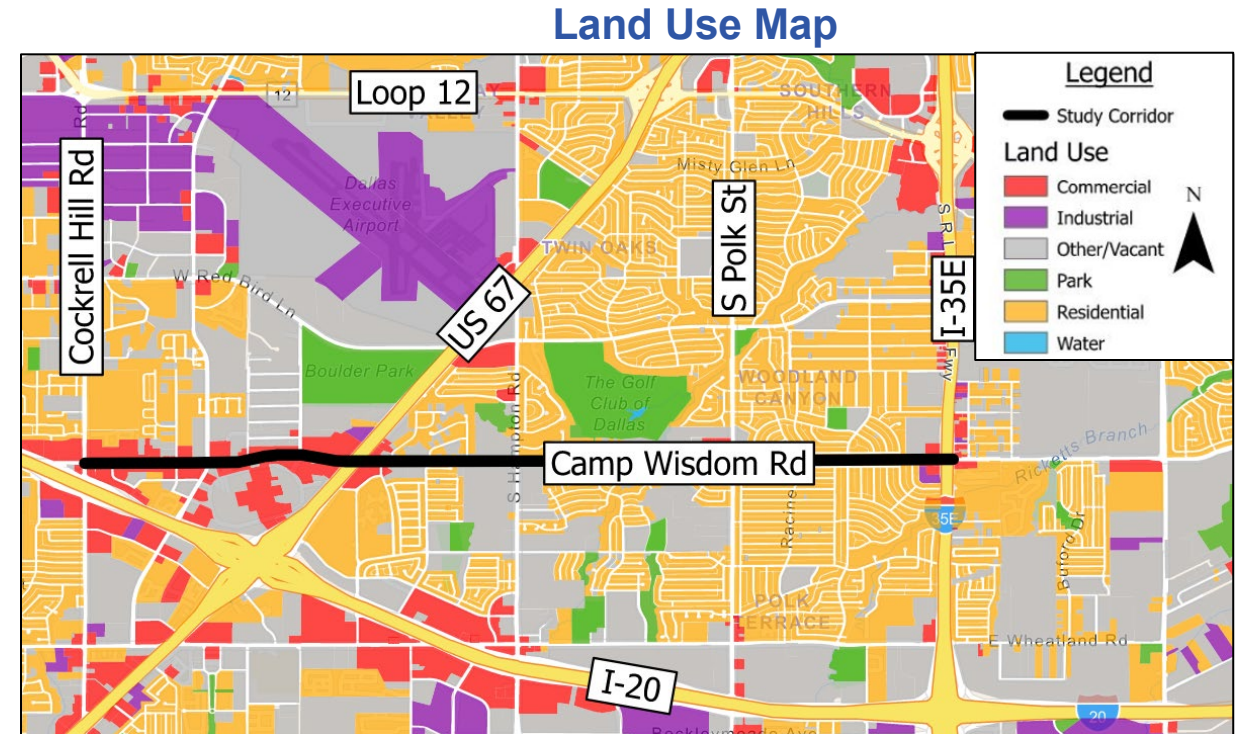 Land Use Map
Legend
Study Corridor
Land Use
Commercial
Industrial
Other/Vacant
Park
Residential
Water
N
Loop 12
12
SOUTHERN
HILLS
Rd
Cockrell Hill Rd
Misty Glen Ln
Dallas
Executive
Airport
S Polk St
TWIN OAKS
W Red Bird Ln
US 67
I-35E
Boulder Park
The Golf
Club of
Dallas
WOODLAND
CANYON
S Hampton Rd
Camp Wisdom Rd
Ricketts Branch
Racine
35E
Buford Dr
POLK
TERRACE
E Wheatland Rd
I-20
20